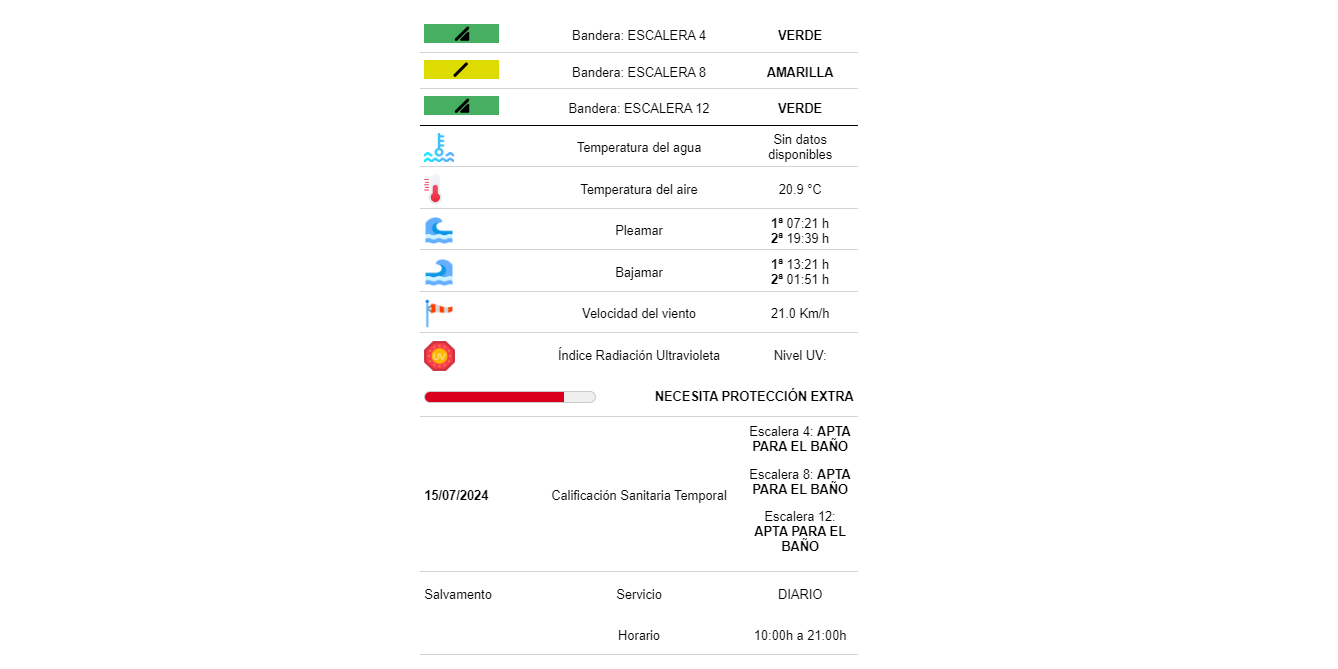 Bandera: ESCALERA 4 VERDE
Bandera: ESCALERA 8 AMARILLA
Bandera: ESCALERA 12 VERDE
Temperatura del agua Sin datos
disponibles
Temperatura del aire 20.9 °C
Pleamar 1ª 07:21 h
2ª 19:39 h
Bajamar 1ª 13:21 h
2ª 01:51 h
Velocidad del viento 21.0 Km/h
UV Índice Radiación Ultravioleta Nivel UV:
NECESITA PROTECCIÓN EXTRA
15/07/2024 Calificación Sanitaria Temporal
Escalera 4: APTA
PARA EL BAÑO
Escalera 8: APTA
PARA EL BAÑO
Escalera 12:
APTA PARA EL
BAÑO
Salvamento Servicio DIARIO
Horario 10:00h a 21:00h